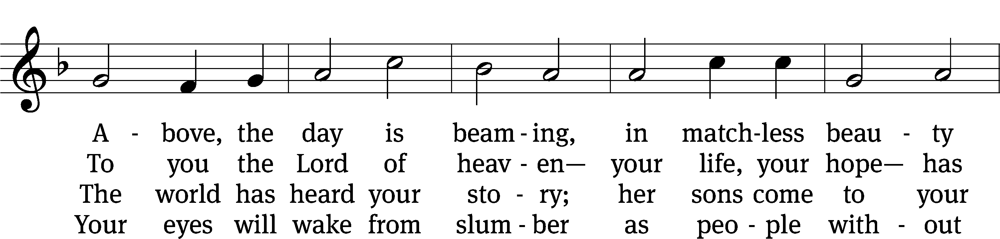 A - bove, the day is beam - ing, in match-less beau - ty
To you the Lord of heav - en— your life, your hope— has
The world has heard your sto - ry; her sons come to your
Your eyes will wake from slum - ber as peo - ple with - out